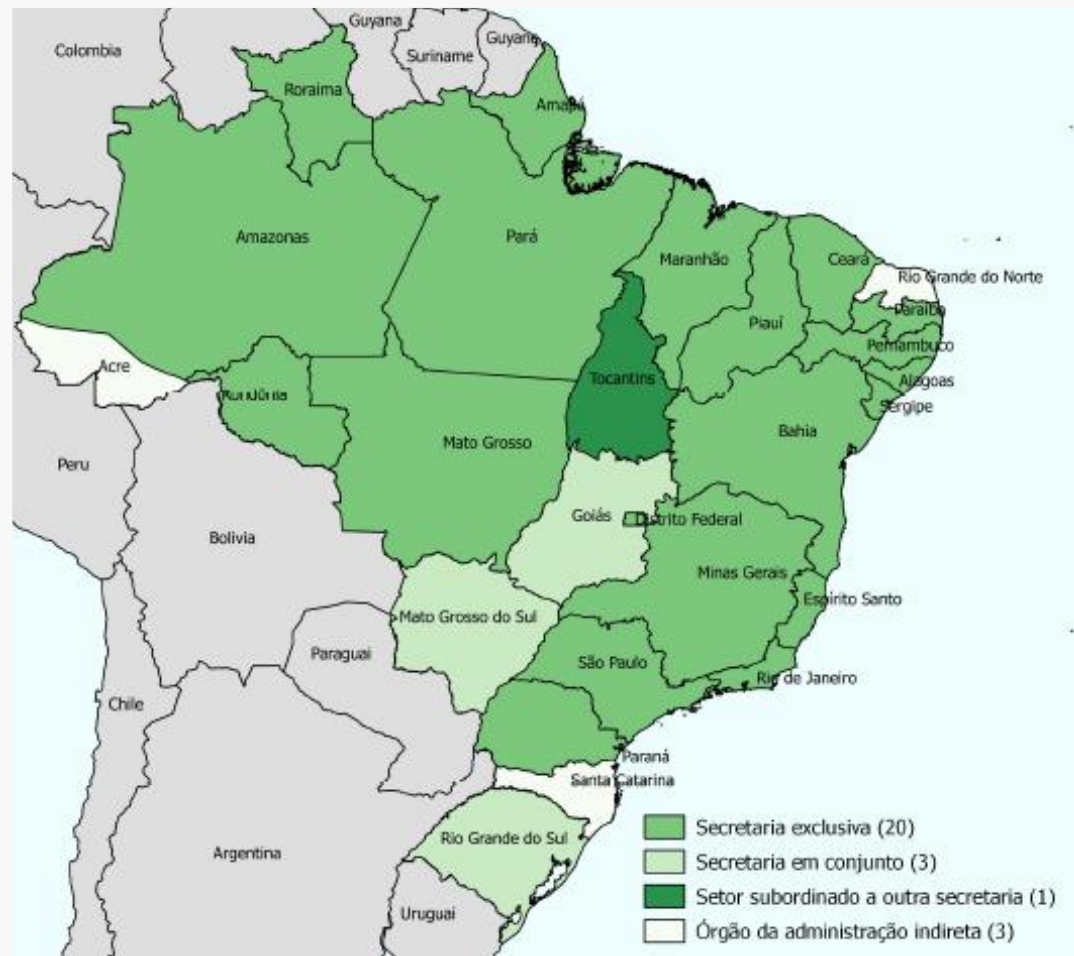 Guyana
Guyane
Suriname
Colombia
Roraima
Amapá
Amazonas
Pará
Maranhão
Ceará
Rio Grande do Norte
Paraíba
Piauí
Pernambuco
Acre
Tocantins
Alagoas
Rondônia
Sergipe
Bahia
Mato Grosso
Peru
Goiás
Distrito Federal
Bolivia
Minas Gerais
Espírito Santo
Mato Grosso do Sul
Paraguai
São Paulo
Rio de Janeiro
Chile
Paraná
Santa Catarina
Rio Grande do Sul
Argentina
Uruguai
Secretaria exclusiva (20)
Secretaria em conjunto (3)
Setor subordinado a outra secretaria (1)
Órgão da administração indireta (3)